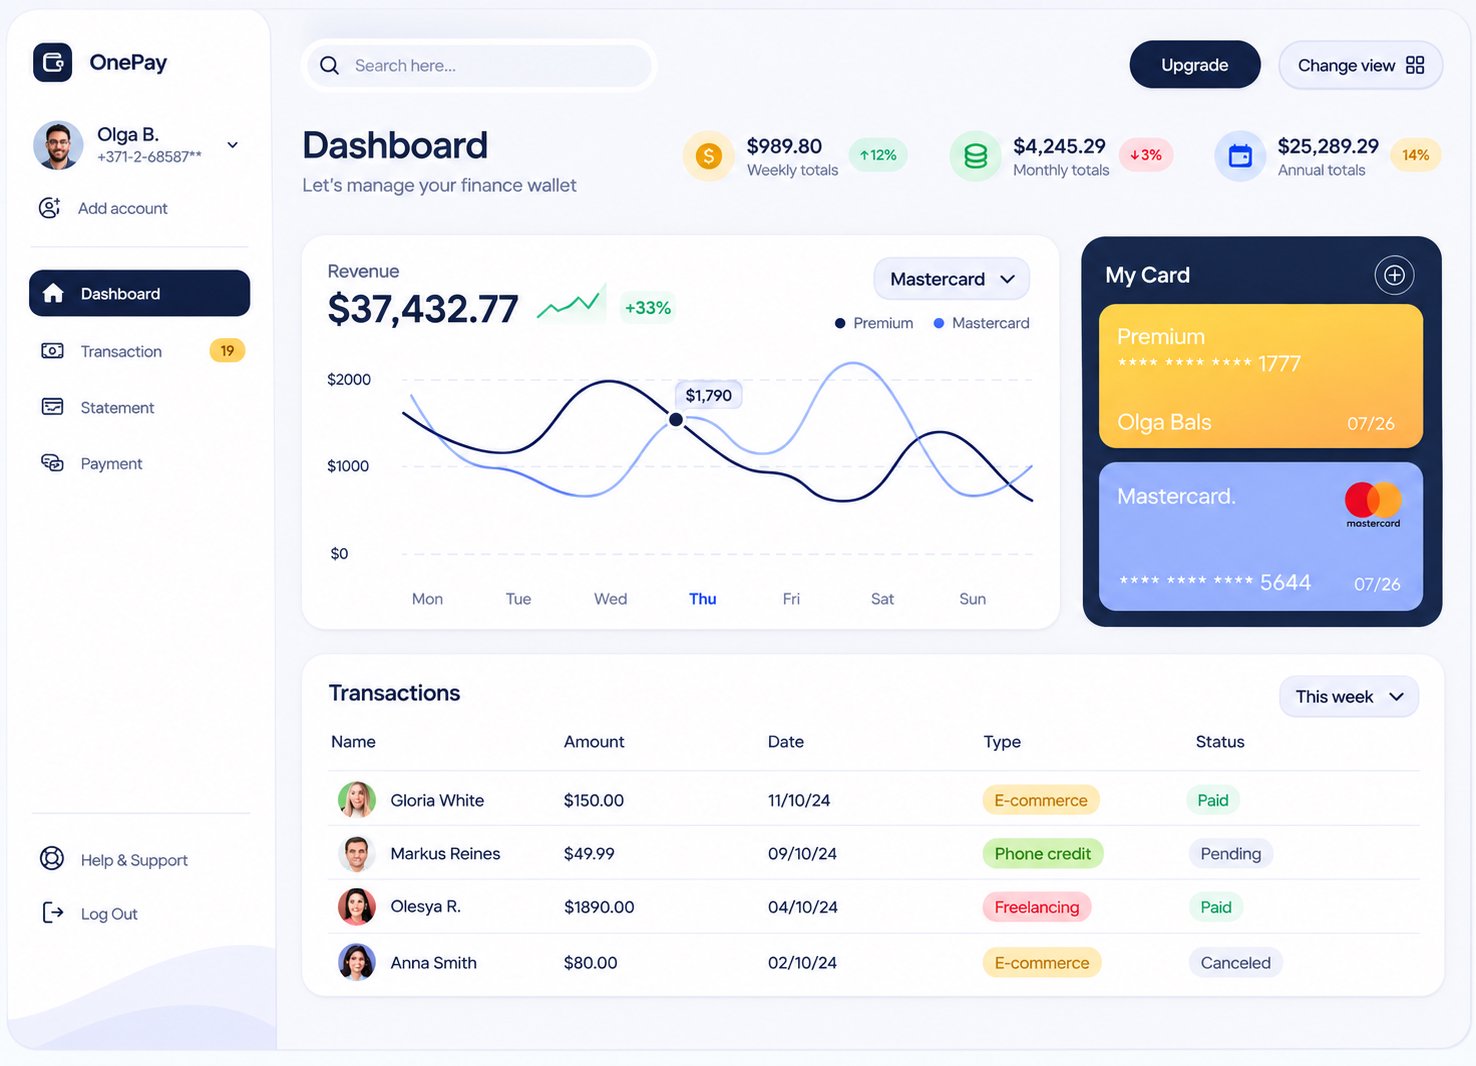 OnePay
Olga B.
+371-2-68587**
Add account
Dashboard
Transaction 19
Statement
Payment
Help & Support
Log Out
Search here...
Upgrade
Change view
Dashboard
Let's manage your finance wallet
$989.80
Weekly totals
↑12%
$4,245.29
Monthly totals
↓3%
$25,289.29
Annual totals
14%
Revenue
$37,432.77
+33%
Mastercard
Premium
Mastercard
$2000
$1000
$0
$1,790
Mon Tue Wed Thu Fri Sat Sun
My Card
Premium
**** **** **** 1777
Olga Bals 07/26
Mastercard.
mastercard
**** **** **** 5644 07/26
Transactions
This week
Name Amount Date Type Status
Gloria White $150.00 11/10/24 E-commerce Paid
Markus Reines $49.99 09/10/24 Phone credit Pending
Olesya R. $1890.00 04/10/24 Freelancing Paid
Anna Smith $80.00 02/10/24 E-commerce Canceled